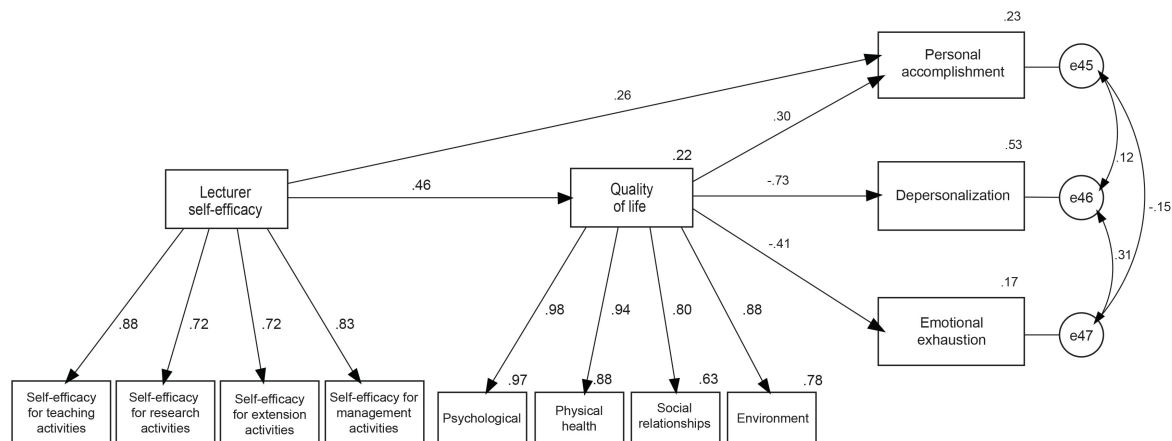 .23
Personal
accomplishment
e45
.26
.30
.12
.53
.22
Lecturer
self-efficacy
.46
Quality
of life
-.73
Depersonalization
e46
-.15
-.41
.31
.17
Emotional
exhaustion
e47
.88
.72
.72
.83
.98
.94
.80
.88
.97
.88
.63
.78
Self-efficacy
for teaching
activities
Self-efficacy
for research
activities
Self-efficacy
for extension
activities
Self-efficacy for
management
activities
Psychological
Physical
health
Social
relationships
Environment